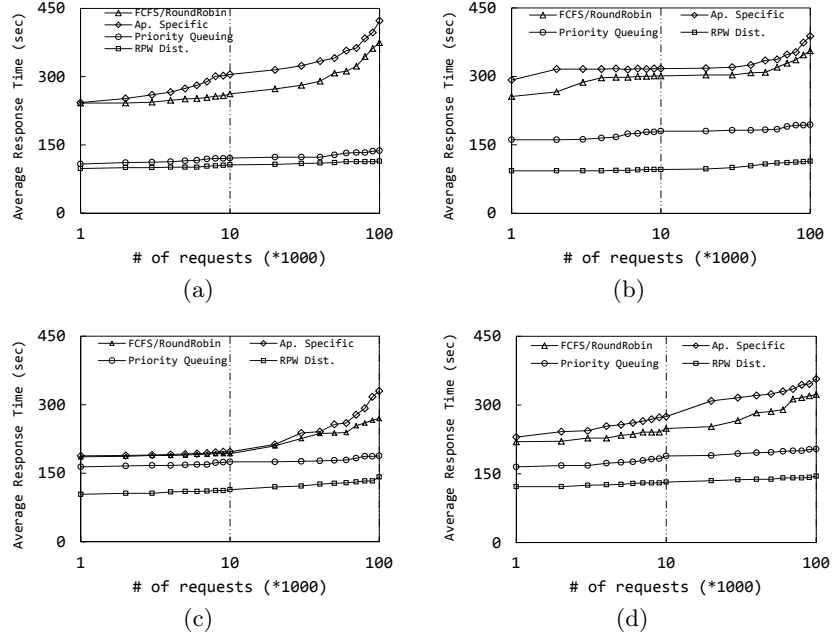 450
300
150
0
Average Response Time (sec)
FCFS/RoundRobin
Ap. Specific
Priority Queuing
RPW Dist.
1 10 100
# of requests (*1000)
(a)
450
300
150
0
Average Response Time (sec)
FCFS/RoundRobin Ap. Specific
Priority Queuing RPW Dist.
1 10 100
# of requests (*1000)
(b)
450
300
150
0
Average Response Time (sec)
FCFS/RoundRobin Ap. Specific
Priority Queuing RPW Dist.
1 10 100
# of requests (*1000)
(c)
450
300
150
0
Average Response Time (sec)
FCFS/RoundRobin Ap. Specific
Priority Queuing RPW Dist.
1 10 100
# of requests (*1000)
(d)